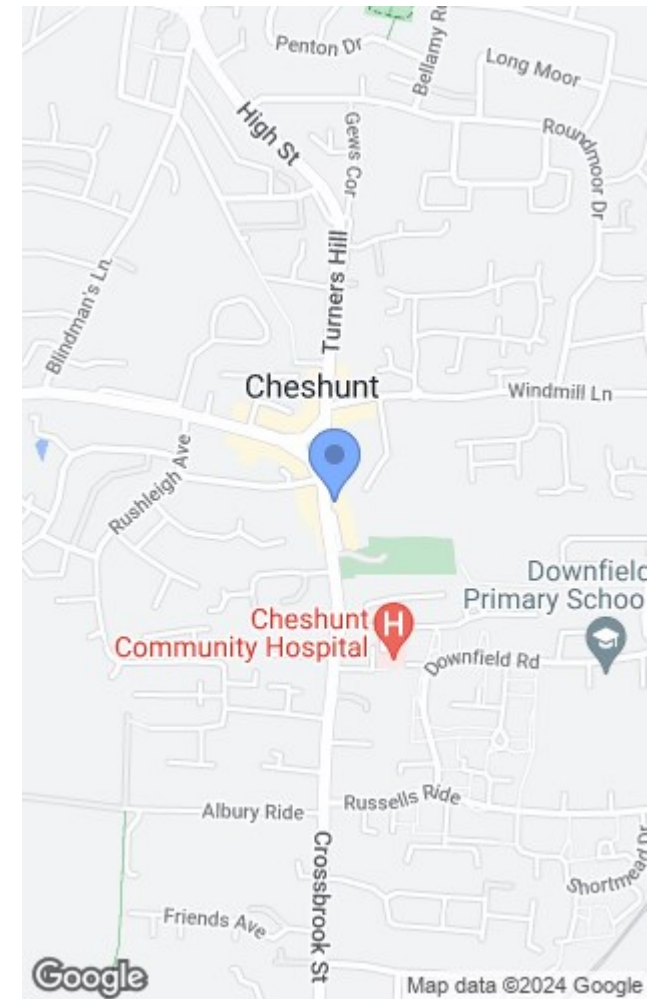 Penton Dr
Bellamy Rd
Long Moor
High St
Gews Cor
Roundmoor Dr
Turners Hill
Blindman's Ln
Cheshunt
Windmill Ln
Rushleigh Ave
Downfield
Primary Schoo
Cheshunt
Community Hospital
H
Downfield Rd
Albury Ride
Russells Ride
Crossbrook St
Shortmead Dr
Friends Ave
Google
Map data ©2024 Google